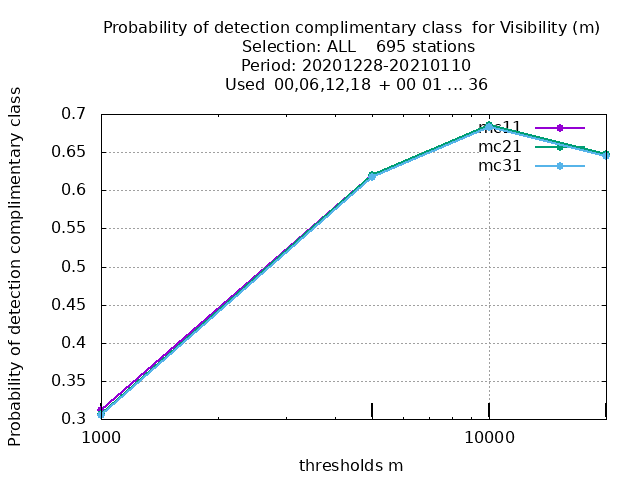 Probability of detection complimentary class  for Visibility (m)
Selection: ALL    695 stations
Period: 20201228-20210110
Used  00,06,12,18  + 00 01 ... 36
Probability of detection complimentary class
0.7
0.65
0.6
0.55
0.5
0.45
0.4
0.35
0.3
mc11
mc21
mc31
1000
10000
thresholds m